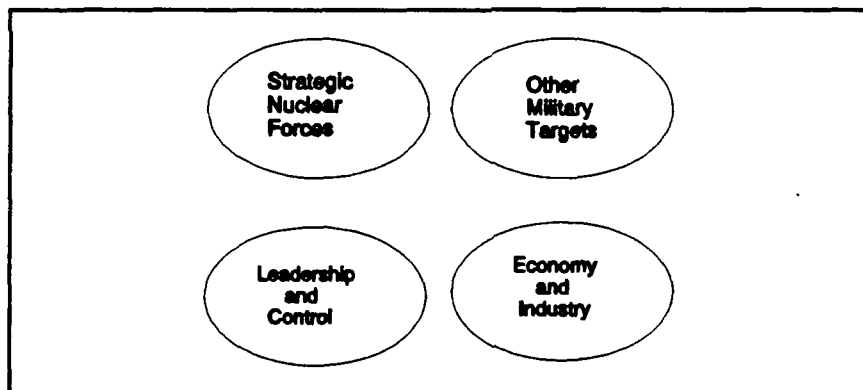 Strategic
Nuclear
Forces
Other
Military
Targets
Leadership
and
Control
Economy
and
Industry